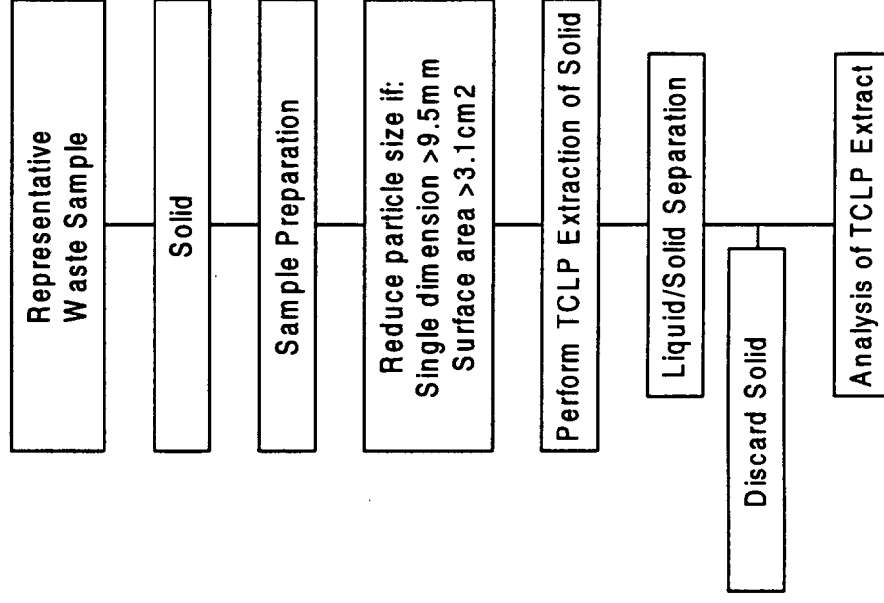 Representative
Waste Sample
Solid
Sample Preparation
Reduce particle size if:
Single dimension >9.5mm
Surface area >3.1cm2
Perform TCLP Extraction of Solid
Liquid/Solid Separation
Discard Solid
Analysis of TCLP Extract